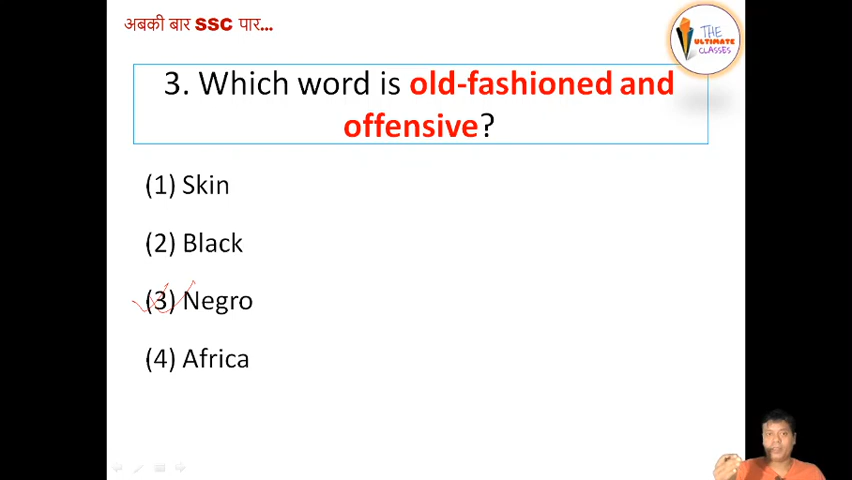 अबकी बार SSC पार...
THE
ULTIMATE
CLASSES
3. Which word is old-fashioned and
offensive?
(1) Skin
(2) Black
(3) Negro
(4) Africa